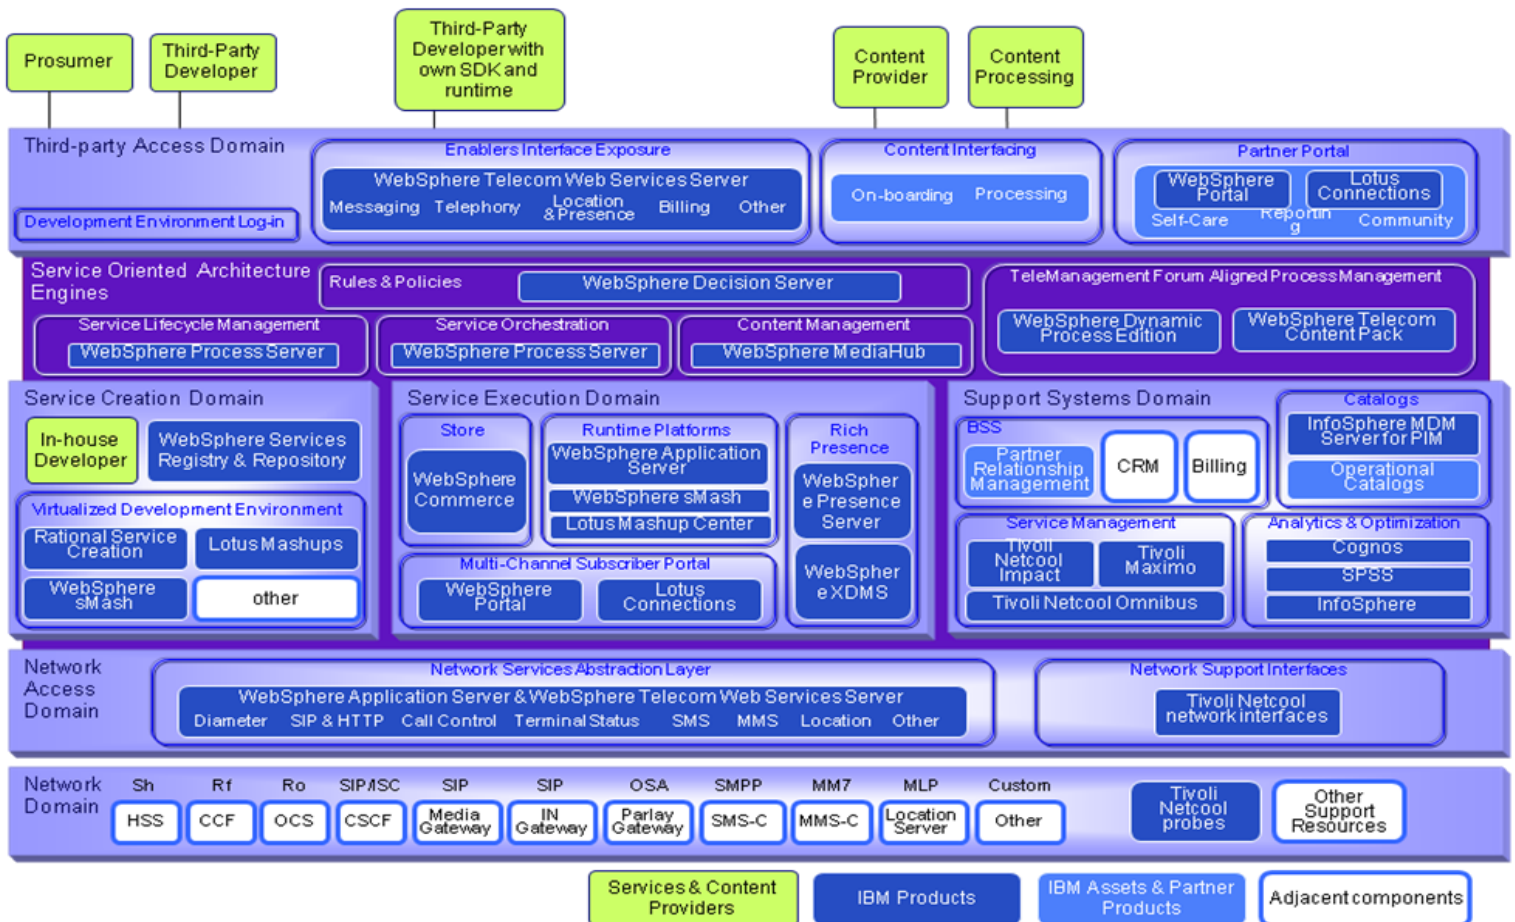 Prosumer
Third-Party
Developer
Third-Party
Developer with
own SDK and
runtime
Content
Provider
Content
Processing
Third-party Access Domain
Development Environment Log-in
Enablers Interface Exposure
WebSphere Telecom Web Services Server
Messaging
Telephony
Location
& Presence
Billing
Other
Content Interfacing
On-boarding
Processing
Partner Portal
WebSphere
Portal
Lotus
Connections
Self-Care
Reportin
g
Community
Service Oriented Architecture
Engines
Rules & Policies
WebSphere Decision Server
Service Lifecycle Management
WebSphere Process Server
Service Orchestration
WebSphere Process Server
Content Management
WebSphere MediaHub
TeleManagement Forum Aligned Process Management
WebSphere Dynamic
Process Edition
WebSphere Telecom
Content Pack
Service Creation Domain
In-house
Developer
WebSphere Services
Registry & Repository
Virtualized Development Environment
Rational Service
Creation
Lotus Mashups
WebSphere
sMash
other
Service Execution Domain
Store
WebSphere
Commerce
Runtime Platforms
WebSphere Application
Server
WebSphere sMash
Lotus Mashup Center
Rich
Presence
WebSpher
e Presence
Server
WebSpher
e XDMS
Multi-Channel Subscriber Portal
WebSphere
Portal
Lotus
Connections
Support Systems Domain
BSS
Partner
Relationship
Management
CRM
Billing
Catalogs
InfoSphere MDM
Server for PIM
Operational
Catalogs
Service Management
Tivoli
Netcool
Impact
Tivoli
Maximo
Tivoli Netcool Omnibus
Analytics & Optimization
Cognos
SPSS
InfoSphere
Network
Access
Domain
Network Services Abstraction Layer
WebSphere Application Server & WebSphere Telecom Web Services Server
Diameter
SIP & HTTP
Call Control
Terminal Status
SMS
MMS
Location
Other
Network Support Interfaces
Tivoli Netcool
network interfaces
Network
Domain
Sh
HSS
Rf
CCF
Ro
OCS
SIP/ISC
CSCF
SIP
Media
Gateway
SIP
IN
Gateway
OSA
Parlay
Gateway
SMPP
SMS-C
MM7
MMS-C
MLP
Location
Server
Custom
Other
Tivoli
Netcool
probes
Other
Support
Resources
Services & Content
Providers
IBM Products
IBM Assets & Partner
Products
Adjacent components